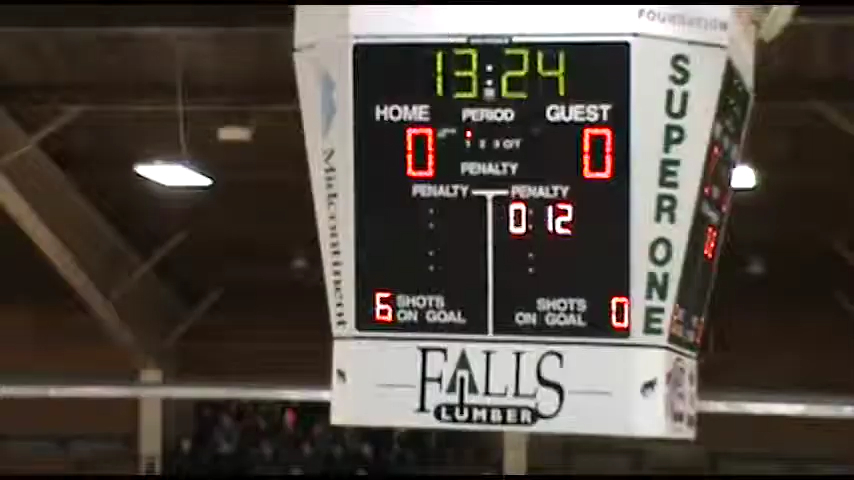 FOUNDATION
13:24
HOME PERIOD GUEST
0 1 2 3 O/T 0
PENALTY
PENALTY PENALTY
0:12
6 SHOTS ON GOAL
SHOTS ON GOAL 0
Midcontinent
SUPER ONE
FALLS
LUMBER